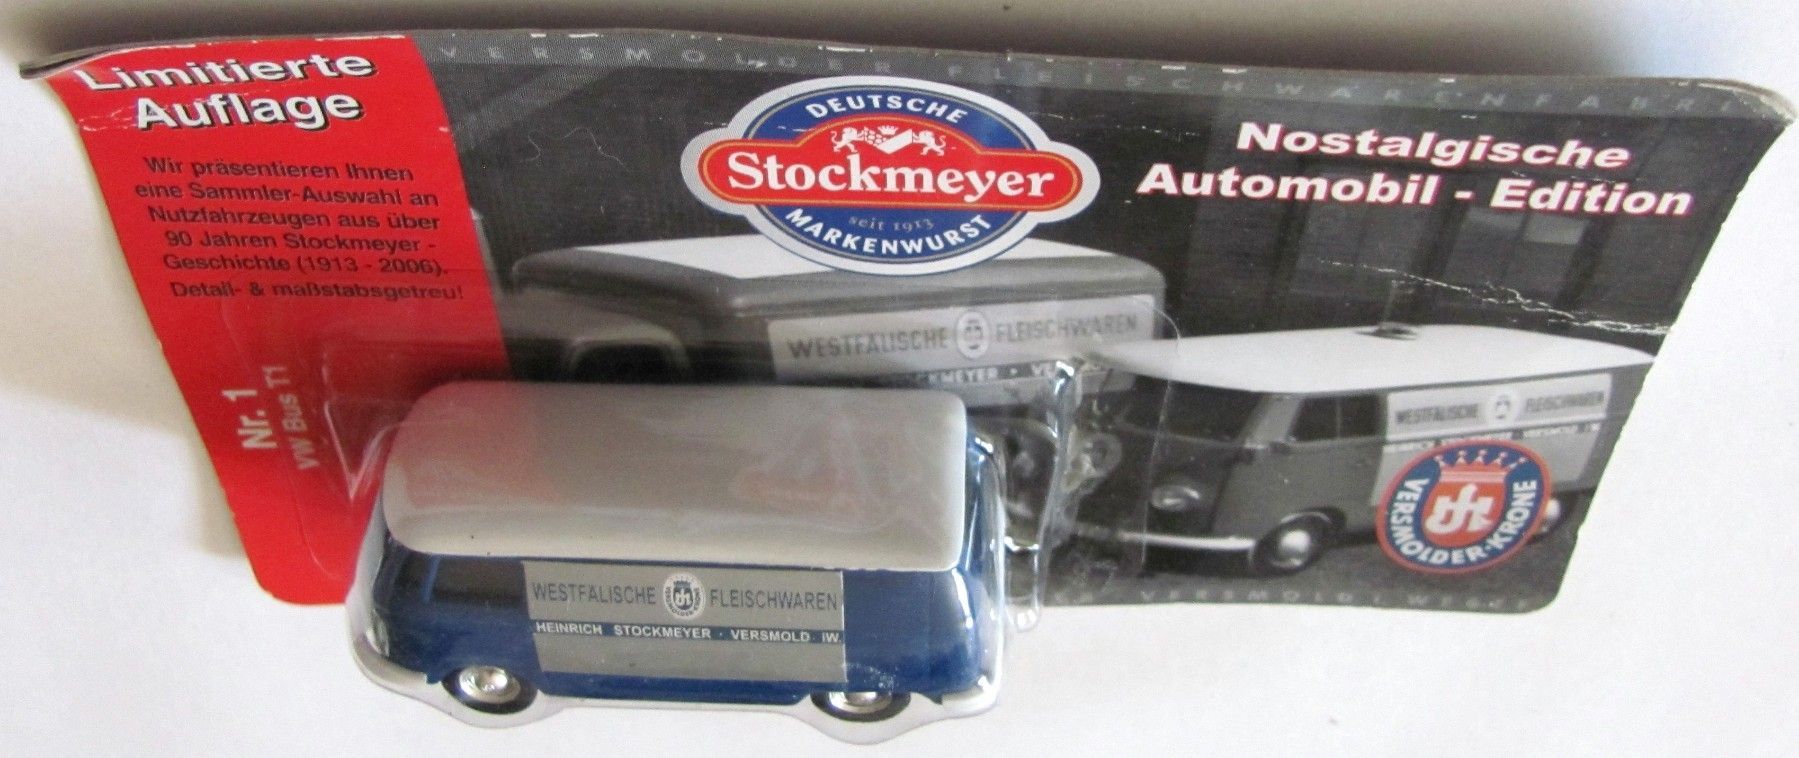 VERSMOLDER FLEISCHWARENFABRI
Limitierte
Auflage
Wir präsentieren Ihnen
eine Sammler-Auswahl an
Nutzfahrzeugen aus über
90 Jahren Stockmeyer -
Geschichte (1913 - 2006).
Detail- & maßstabsgetreu!
Nr. 1
VW Bus T1
DEUTSCHE
Stockmeyer
seit 1913
MARKENWURST
Nostalgische
Automobil - Edition
WESTFÄLISCHE FLEISCHWAREN
WESTFÄLISCHE FLEISCHWAREN
VERSMOLDER-KRONE
WESTFÄLISCHE FLEISCHWAREN
HEINRICH STOCKMEYER · VERSMOLD IW.